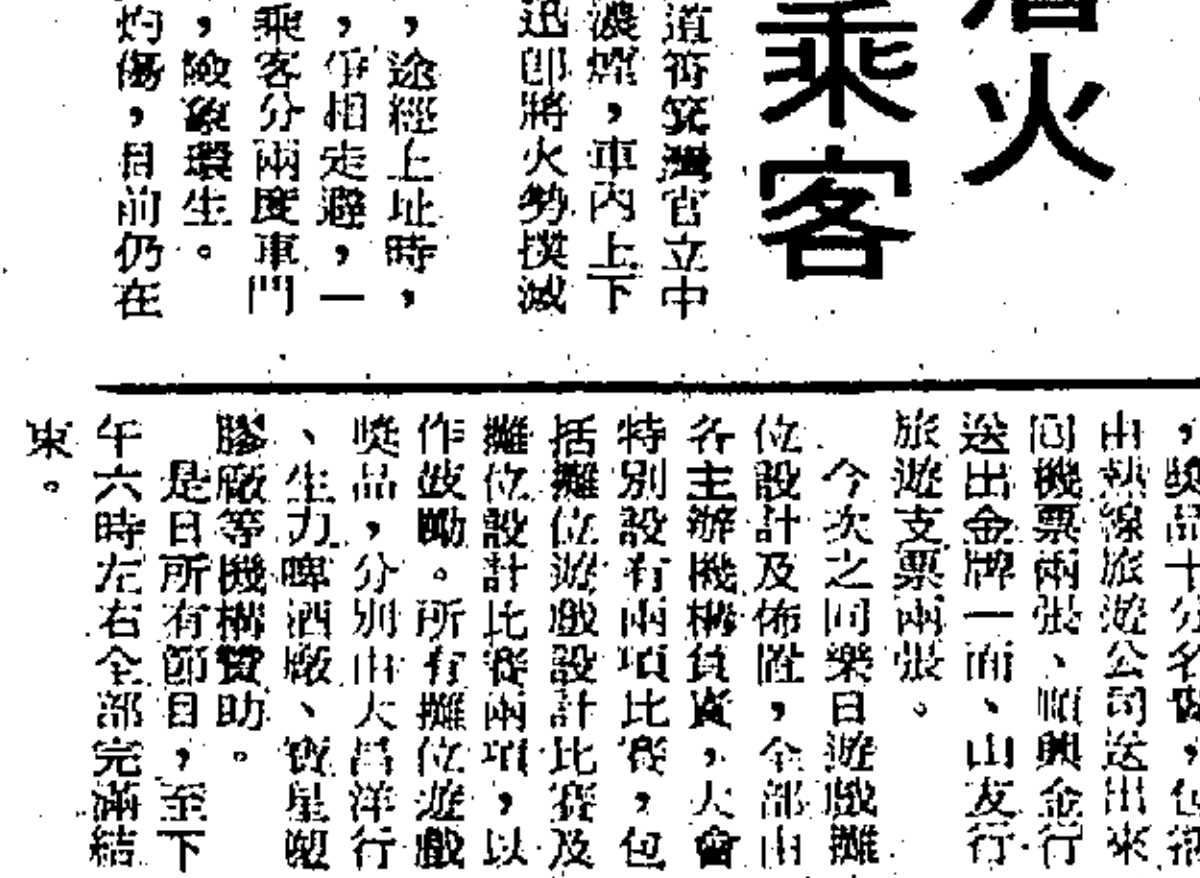 火
乘客
道筲箕灣官立中
濃煙，車內上下
迅即將火勢撲滅
，途經上址時，
，爭相走避，一
乘客分兩度車門
，險象環生。
灼傷，目前仍在
，獎品十分名貴，包括
由熱線旅遊公司送出來
回機票兩張、順興金行
送出金牌一面、山友行
旅遊支票兩張。
今次之同樂日遊戲攤
位設計及佈置，全部由
各主辦機構負責，大會
特別設有兩項比賽，包
括攤位遊戲設計比賽及
攤位設計比賽兩項，以
作鼓勵。所有攤位遊戲
獎品，分別由大昌洋行
、生力啤酒廠、寶星塑
膠廠等機構贊助。
是日所有節目，至下
午六時左右全部完滿結
束。